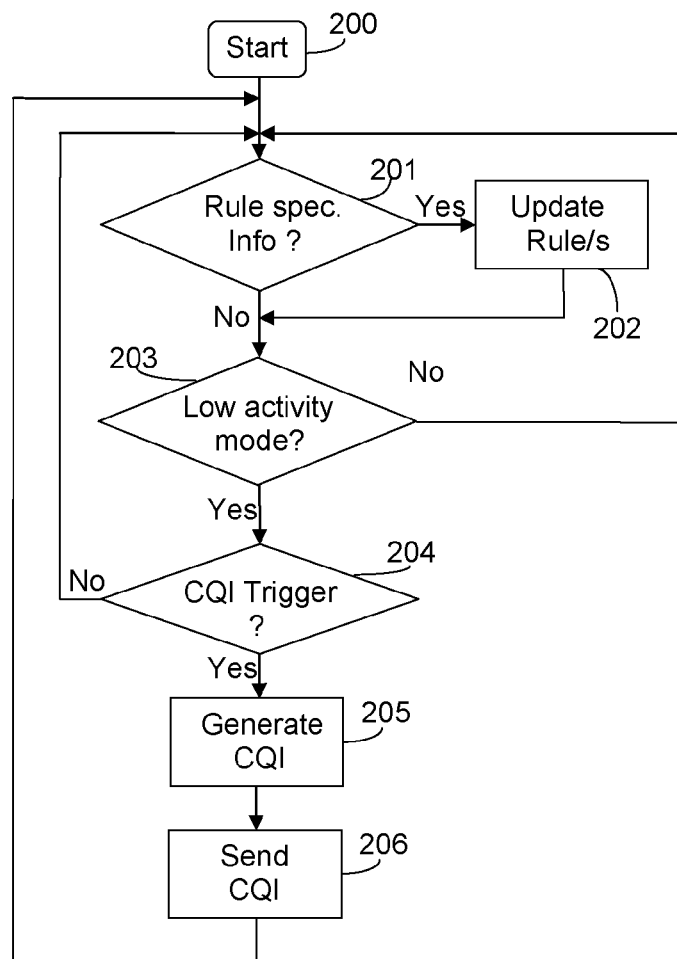 200
Start
201
Rule spec.
Info ?
Yes
Update
Rule/s
202
No
203
No
Low activity
mode?
Yes
204
No
CQI Trigger
?
Yes
205
Generate
CQI
206
Send
CQI